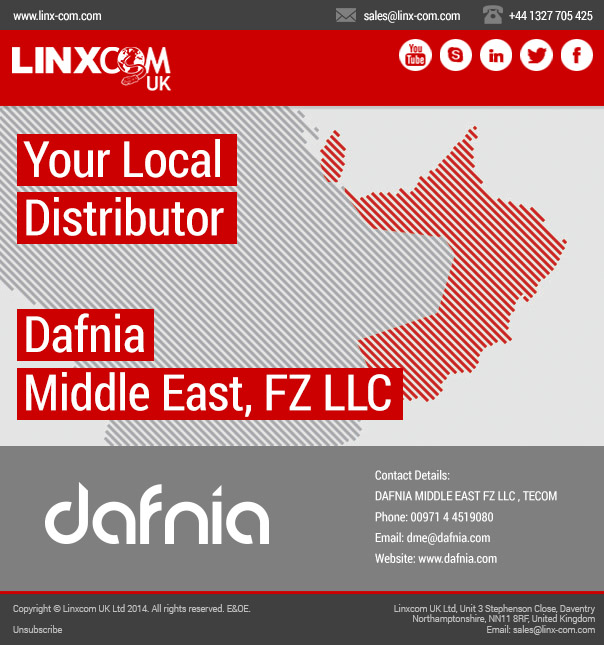 www.linx-com.com
sales@linx-com.com
+44 1327 705 425
LINXCOM
UK
You
Tube
S
in
f
Your Local
Distributor
Dafnia
Middle East, FZ LLC
dafnia
Contact Details:
DAFNIA MIDDLE EAST FZ LLC , TECOM
Phone: 00971 4 4519080
Email: dme@dafnia.com
Website: www.dafnia.com
Copyright © Linxcom UK Ltd 2014. All rights reserved. E&OE.
Unsubscribe
Linxcom UK Ltd, Unit 3 Stephenson Close, Daventry
Northamptonshire, NN11 8RF, United Kingdom
Email: sales@linx-com.com